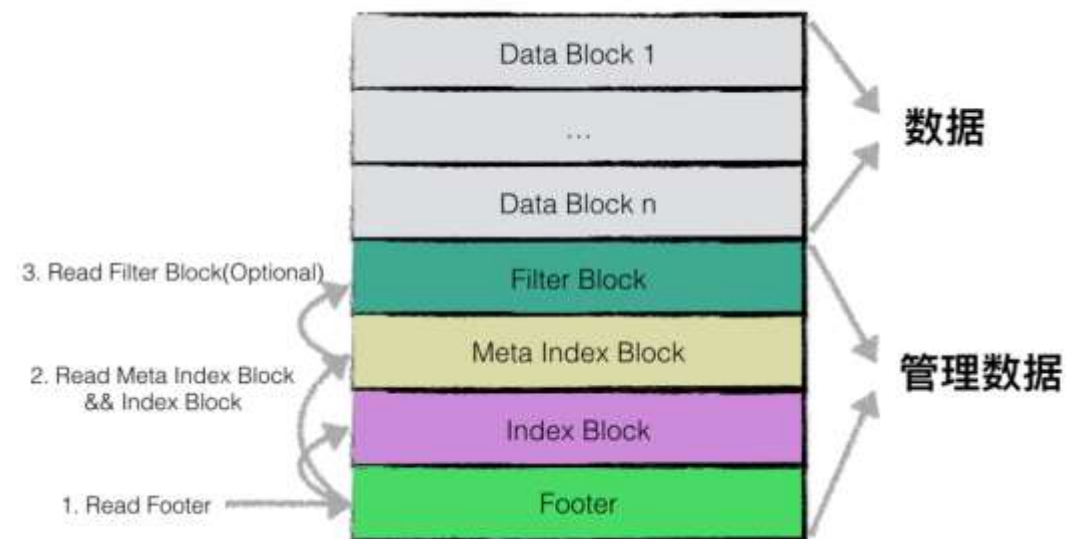 Data Block 1
...
数据
Data Block n
3. Read Filter Block(Optional)
Filter Block
Meta Index Block
2. Read Meta Index Block
&& Index Block
管理数据
Index Block
1. Read Footer
Footer